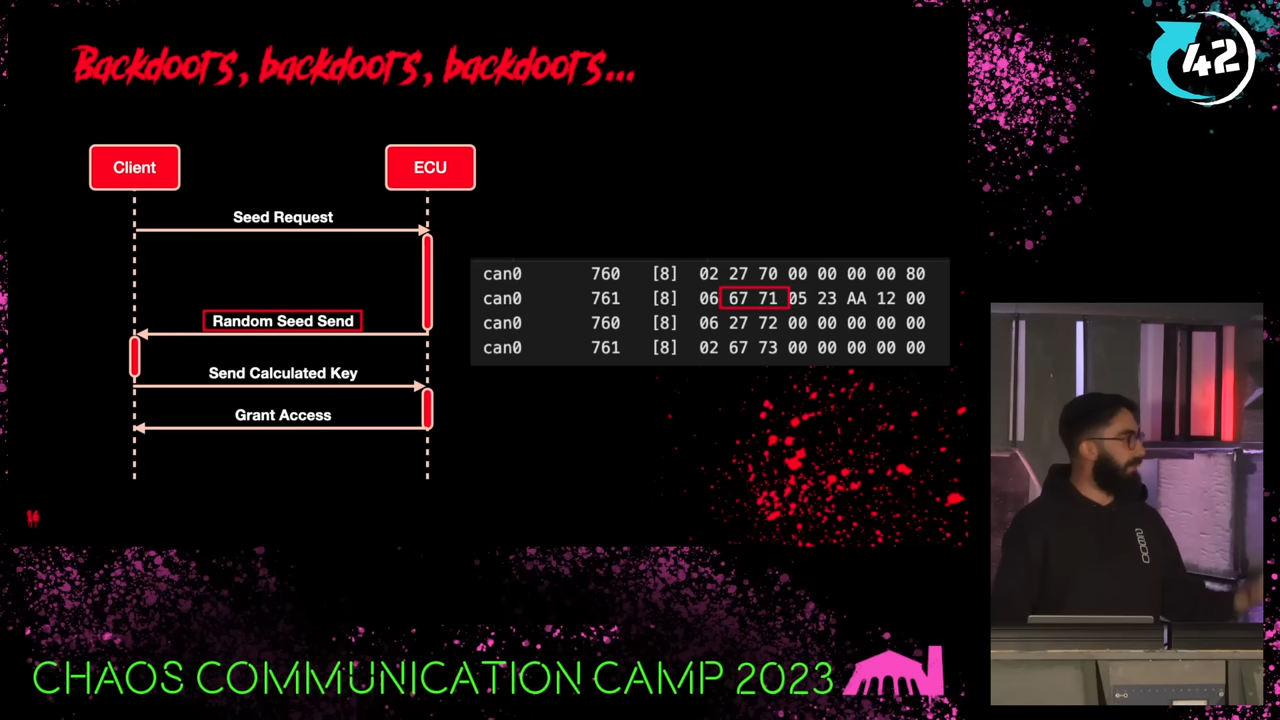 Backdoors, backdoors, backdoors...
42
Client
ECU
Seed Request
Random Seed Send
Send Calculated Key
Grant Access
can0 760 [8] 02 27 70 00 00 00 00 80
can0 761 [8] 06 67 71 05 23 AA 12 00
can0 760 [8] 06 27 72 00 00 00 00 00
can0 761 [8] 02 67 73 00 00 00 00 00
16
CHAOS COMMUNICATION CAMP 2023